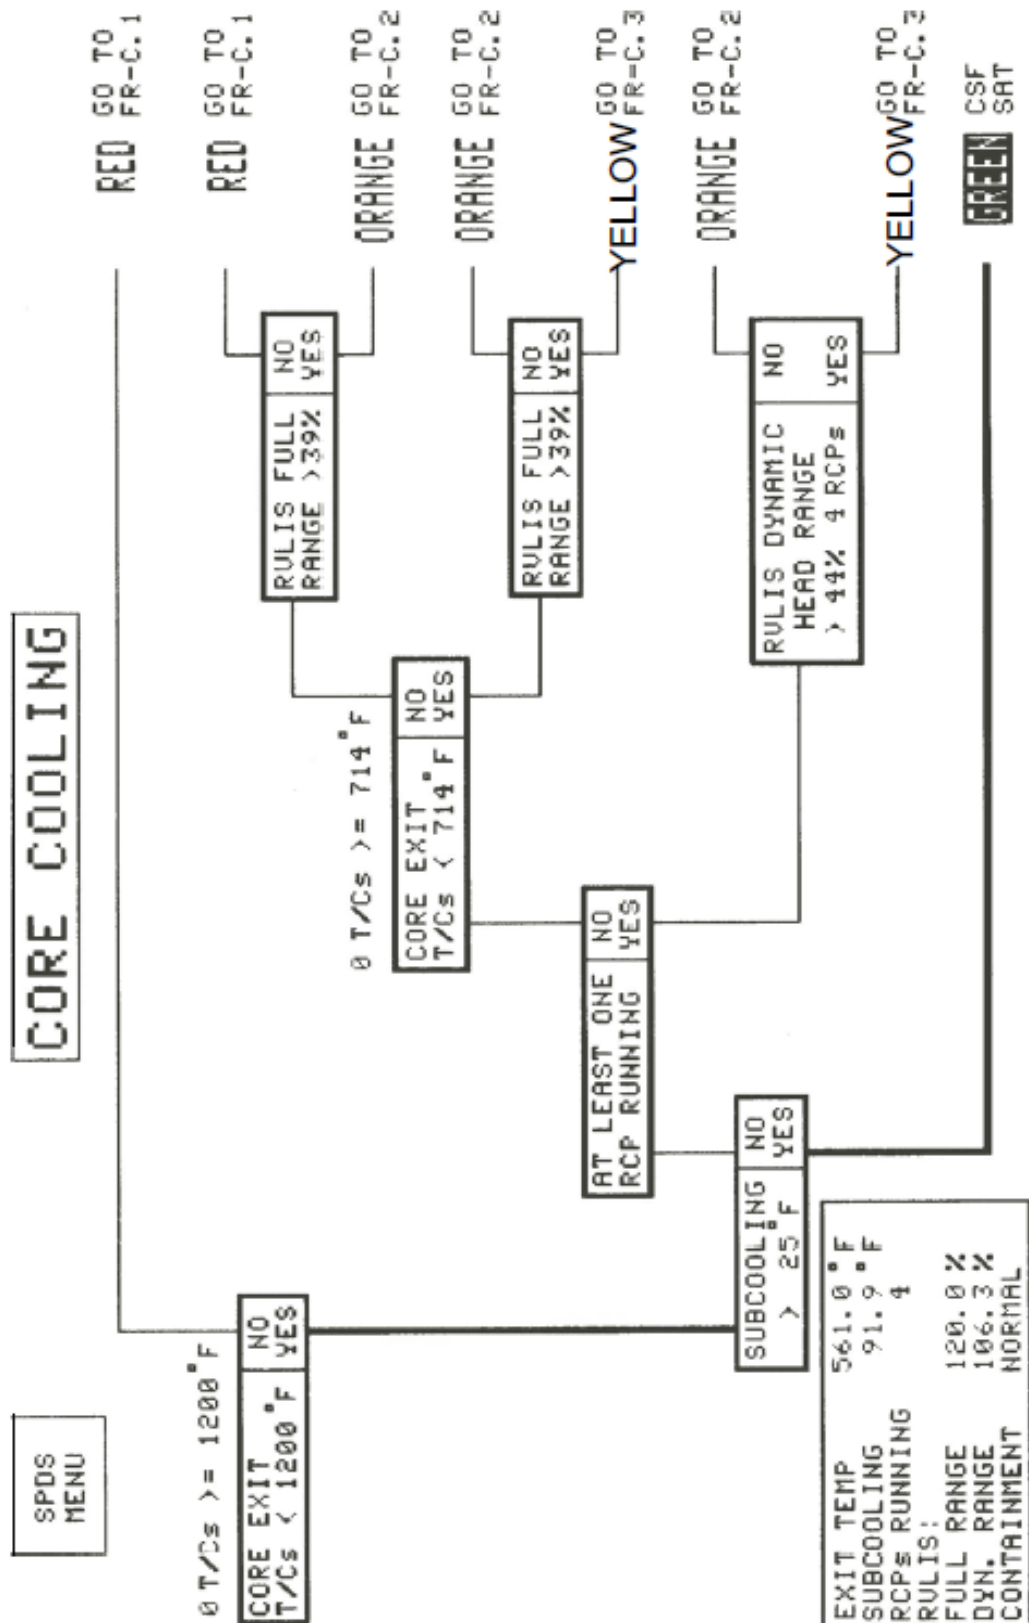 CORE COOLING
SPDS
MENU
0 T/Cs >= 1200°F
CORE EXIT
T/Cs < 1200°F
NO
YES
RED
GO TO
FR-C.1
0 T/Cs >= 714°F
CORE EXIT
T/Cs < 714°F
NO
YES
RVLIS FULL
RANGE >39%
NO
YES
RED
GO TO
FR-C.1
ORANGE
GO TO
FR-C.2
RVLIS FULL
RANGE >39%
NO
YES
ORANGE
GO TO
FR-C.2
YELLOW
GO TO
FR=C.3
AT LEAST ONE
RCP RUNNING
NO
YES
RVLIS DYNAMIC
HEAD RANGE
> 44% 4 RCPs
NO
YES
ORANGE
GO TO
FR-C.2
YELLOW
GO TO
FR-C.3
SUBCOOLING
> 25°F
NO
YES
GREEN
CSF
SAT
EXIT TEMP 561.0°F
SUBCOOLING 91.9°F
RCPs RUNNING 4
RVLIS:
FULL RANGE 120.0%
DYN. RANGE 106.3%
CONTAINMENT NORMAL